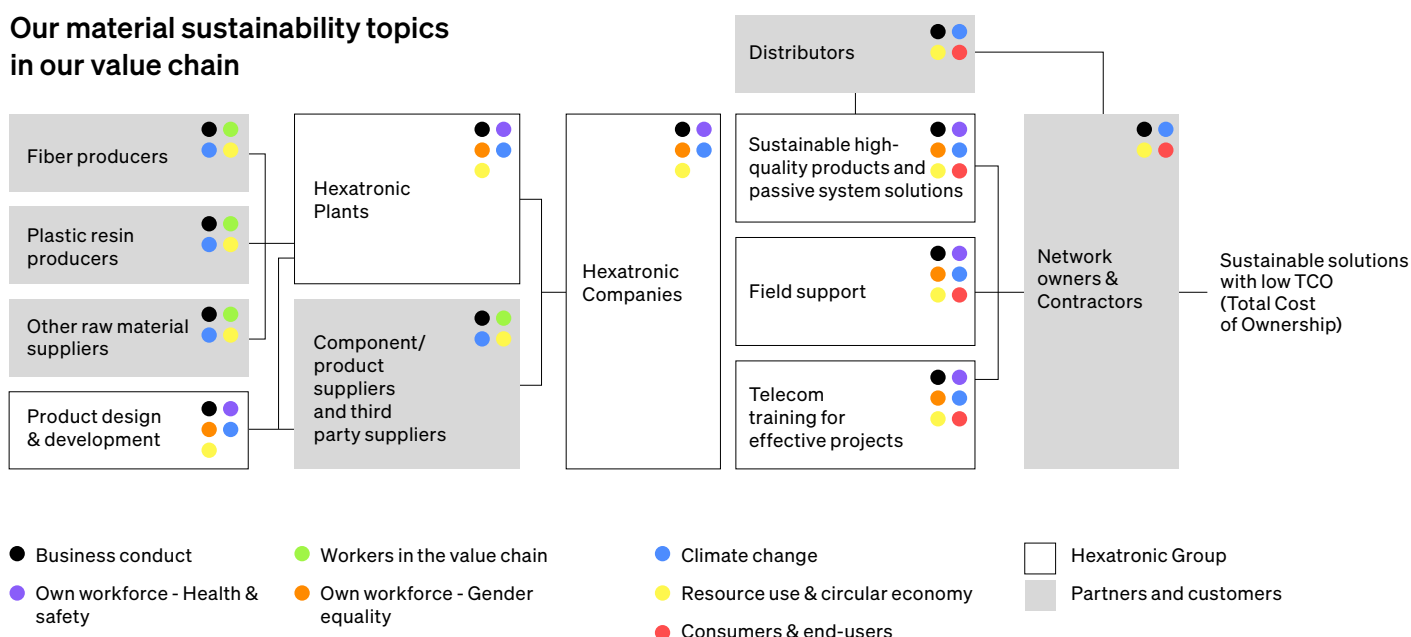 Our material sustainability topics
in our value chain
Fiber producers
Plastic resin
producers
Other raw material
suppliers
Product design
& development
Hexatronic
Plants
Component/
product
suppliers
and third
party suppliers
Hexatronic
Companies
Distributors
Sustainable high-
quality products and
passive system solutions
Field support
Telecom
training for
effective projects
Network
owners &
Contractors
Sustainable solutions
with low TCO
(Total Cost
of Ownership)
Business conduct
Own workforce - Health &
safety
Workers in the value chain
Own workforce - Gender
equality
Climate change
Resource use & circular economy
Consumers & end-users
Hexatronic Group
Partners and customers